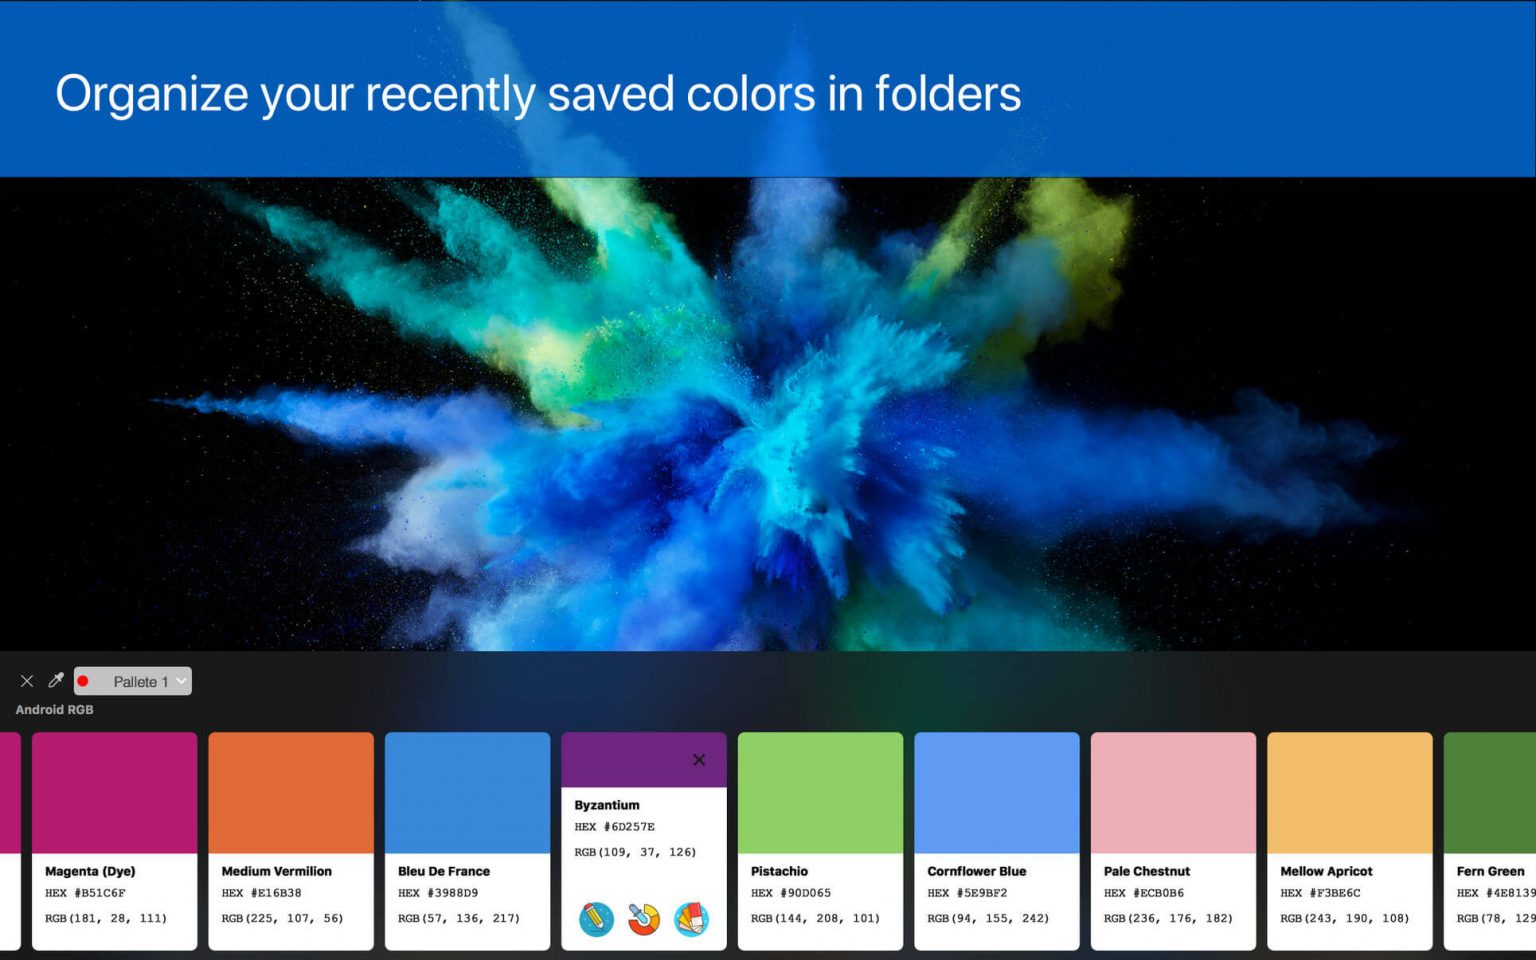 Organize your recently saved colors in folders
Pallete 1
Android RGB
Magenta (Dye)
HEX #B51C6F
RGB(181, 28, 111)
Medium Vermilion
HEX #E16B38
RGB(225, 107, 56)
Bleu De France
HEX #3988D9
RGB(57, 136, 217)
Byzantium
HEX #6D257E
RGB(109, 37, 126)
Pistachio
HEX #90D065
RGB(144, 208, 101)
Cornflower Blue
HEX #5E9BF2
RGB(94, 155, 242)
Pale Chestnut
HEX #ECB0B6
RGB(236, 176, 182)
Mellow Apricot
HEX #F3BE6C
RGB(243, 190, 108)
Fern Green
HEX #4E8139
RGB(78, 129